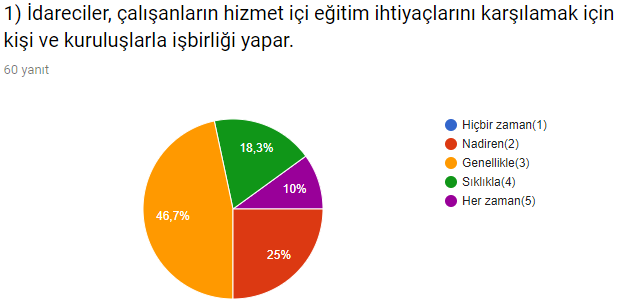 1) İdareciler, çalışanların hizmet içi eğitim ihtiyaçlarını karşılamak için
kişi ve kuruluşlarla işbirliği yapar.
60 yanıt
Hiçbir zaman(1)
Nadiren(2)
Genellikle(3)
Sıklıkla(4)
Her zaman(5)
18,3%
10%
46,7%
25%